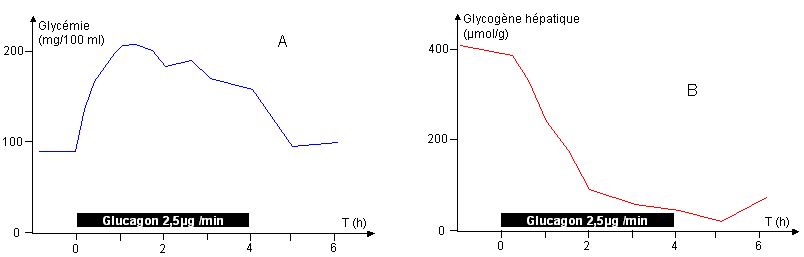 Glycémie
(mg/100 ml)
A
200
100
0
Glucagon 2,5µg /min
T (h)
0
2
4
6
Glycogène hépatique
(µmol/g)
B
400
200
0
Glucagon 2,5µg /min
T (h)
0
2
4
6